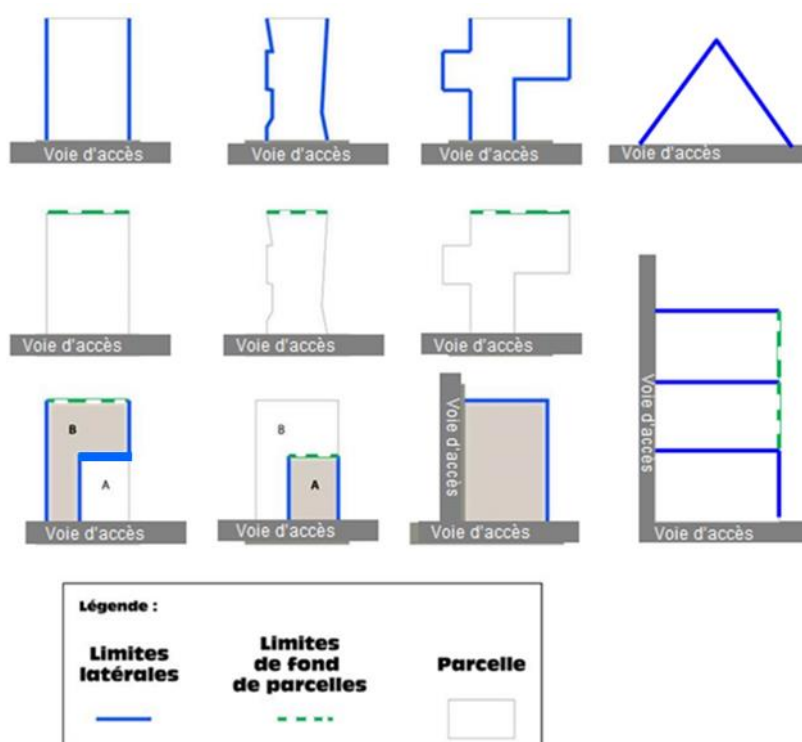 Voie d'accès
Voie d'accès
Voie d'accès
Voie d'accès
Voie d'accès
Voie d'accès
Voie d'accès
Voie d'accès
B
A
Voie d'accès
B
A
Voie d'accès
Voie d'accès
Voie d'accès
Voie d'accès
Légende :
Limites
latérales
Limites
de fond
de parcelles
Parcelle